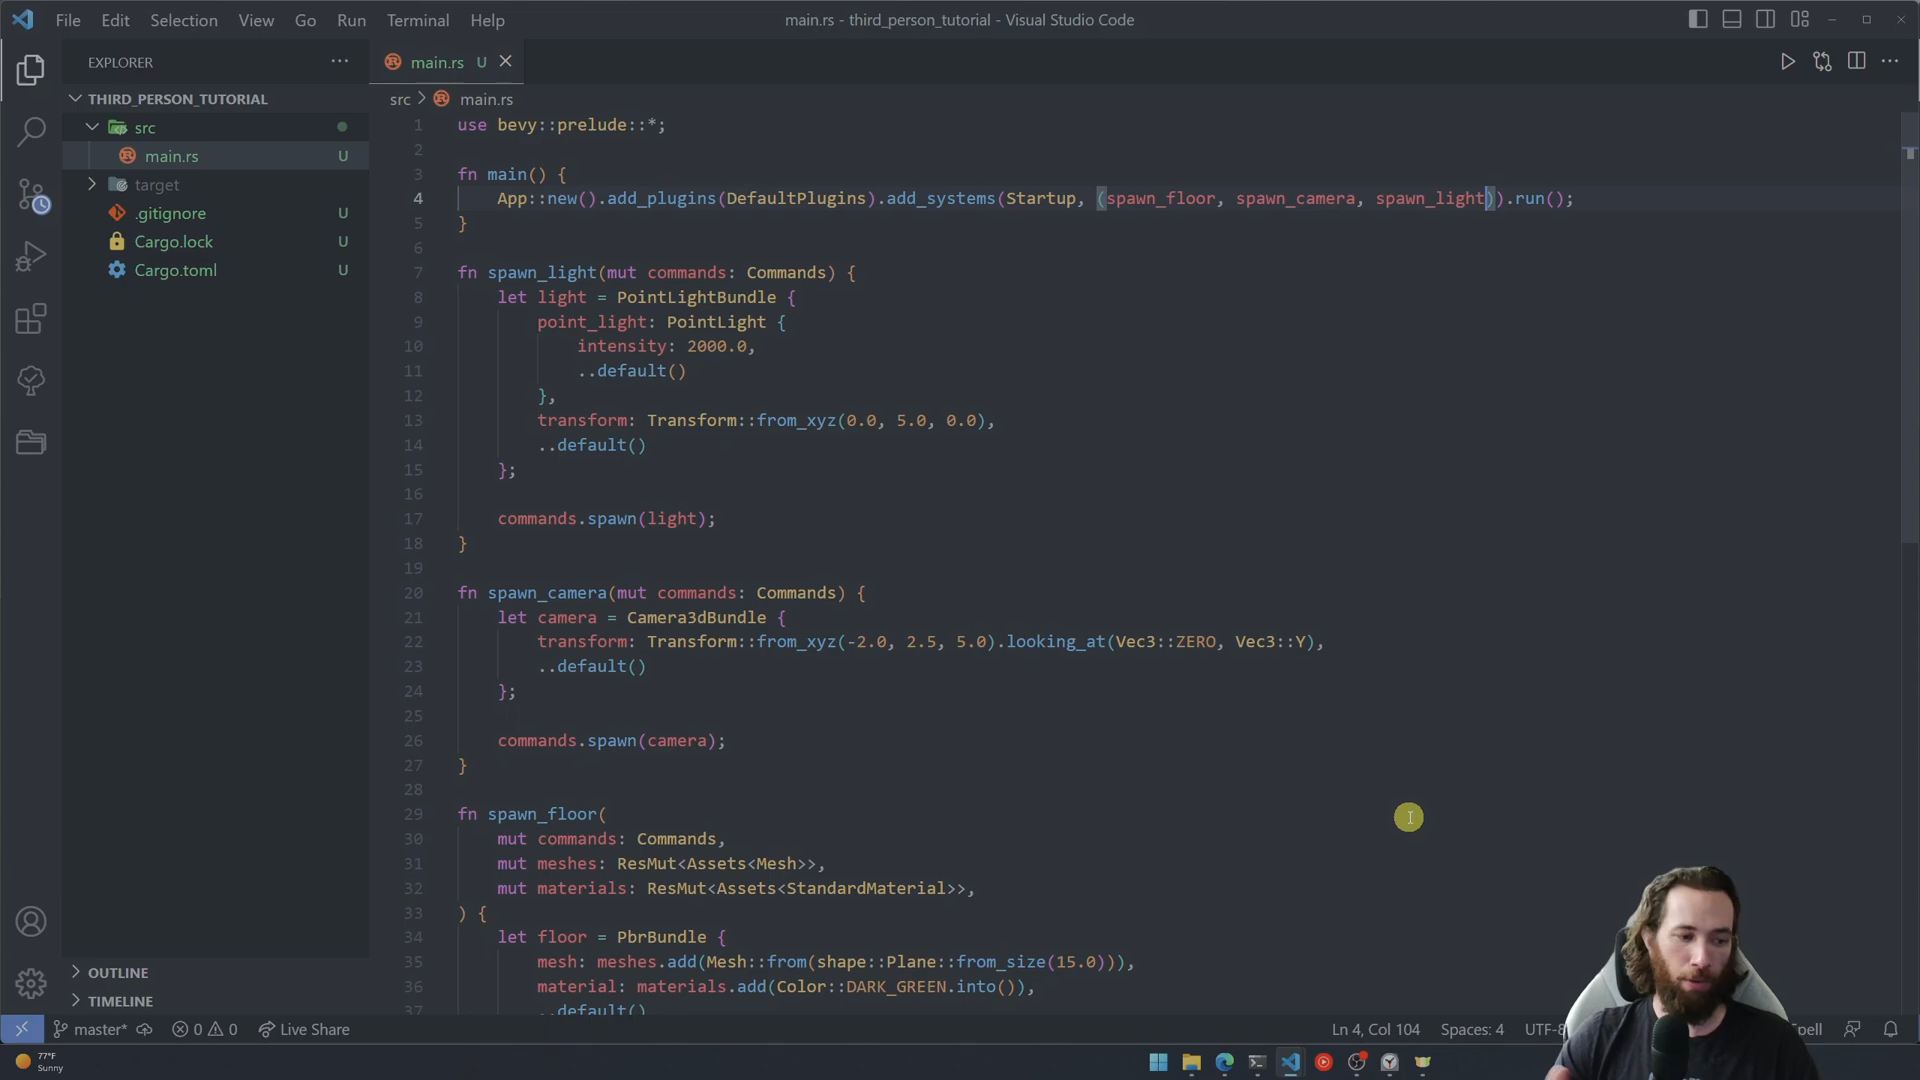 File Edit Selection View Go Run Terminal Help
main.rs - third_person_tutorial - Visual Studio Code
EXPLORER
main.rs U
THIRD_PERSON_TUTORIAL
src
main.rs U
target
.gitignore U
Cargo.lock U
Cargo.toml U
OUTLINE
TIMELINE
src > main.rs
1 use bevy::prelude::*;
2
3 fn main() {
4 App::new().add_plugins(DefaultPlugins).add_systems(Startup, (spawn_floor, spawn_camera, spawn_light)).run();
5 }
6
7 fn spawn_light(mut commands: Commands) {
8 let light = PointLightBundle {
9 point_light: PointLight {
10 intensity: 2000.0,
11 ..default()
12 },
13 transform: Transform::from_xyz(0.0, 5.0, 0.0),
14 ..default()
15 };
16
17 commands.spawn(light);
18 }
19
20 fn spawn_camera(mut commands: Commands) {
21 let camera = Camera3dBundle {
22 transform: Transform::from_xyz(-2.0, 2.5, 5.0).looking_at(Vec3::ZERO, Vec3::Y),
23 ..default()
24 };
25
26 commands.spawn(camera);
27 }
28
29 fn spawn_floor(
30 mut commands: Commands,
31 mut meshes: ResMut<Assets<Mesh>>,
32 mut materials: ResMut<Assets<StandardMaterial>>,
33 ) {
34 let floor = PbrBundle {
35 mesh: meshes.add(Mesh::from(shape::Plane::from_size(15.0))),
36 material: materials.add(Color::DARK_GREEN.into()),
37 ..default()
master* 0 0 Live Share
Ln 4, Col 104 Spaces: 4 UTF-8 pell
77°F
Sunny